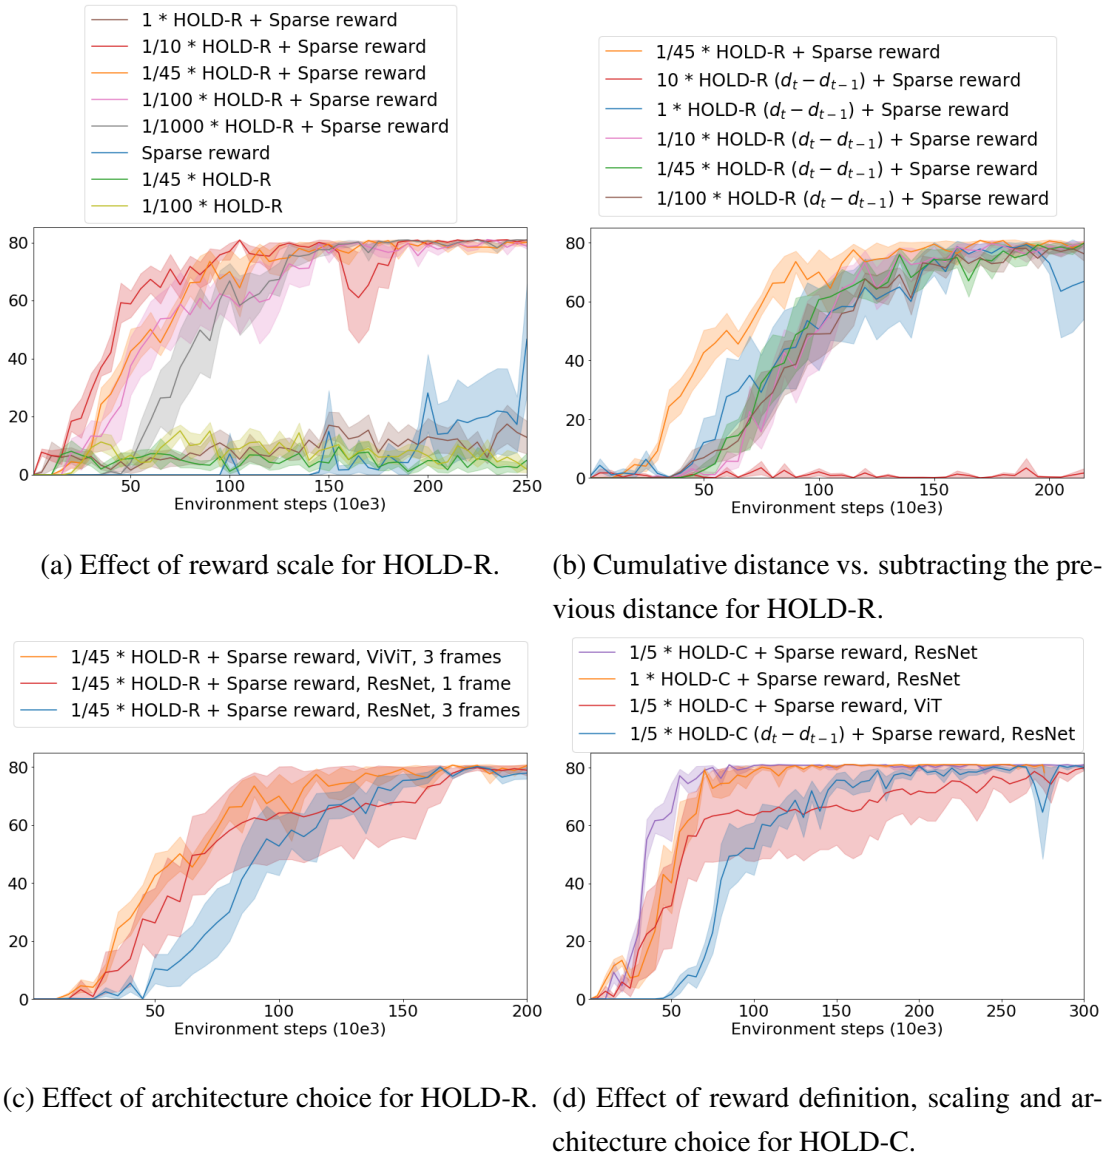 1 * HOLD-R + Sparse reward
1/10 * HOLD-R + Sparse reward
1/45 * HOLD-R + Sparse reward
1/100 * HOLD-R + Sparse reward
1/1000 * HOLD-R + Sparse reward
Sparse reward
1/45 * HOLD-R
1/100 * HOLD-R
80
60
40
20
0
50 100 150 200 250
Environment steps (10e3)
(a) Effect of reward scale for HOLD-R.
1/45 * HOLD-R + Sparse reward
10 * HOLD-R (d_t − d_{t−1}) + Sparse reward
1 * HOLD-R (d_t − d_{t−1}) + Sparse reward
1/10 * HOLD-R (d_t − d_{t−1}) + Sparse reward
1/45 * HOLD-R (d_t − d_{t−1}) + Sparse reward
1/100 * HOLD-R (d_t − d_{t−1}) + Sparse reward
80
60
40
20
0
50 100 150 200
Environment steps (10e3)
(b) Cumulative distance vs. subtracting the pre-
vious distance for HOLD-R.
1/45 * HOLD-R + Sparse reward, ViViT, 3 frames
1/45 * HOLD-R + Sparse reward, ResNet, 1 frame
1/45 * HOLD-R + Sparse reward, ResNet, 3 frames
80
60
40
20
0
50 100 150 200
Environment steps (10e3)
(c) Effect of architecture choice for HOLD-R.
1/5 * HOLD-C + Sparse reward, ResNet
1 * HOLD-C + Sparse reward, ResNet
1/5 * HOLD-C + Sparse reward, ViT
1/5 * HOLD-C (d_t − d_{t−1}) + Sparse reward, ResNet
80
60
40
20
0
50 100 150 200 250 300
Environment steps (10e3)
(d) Effect of reward definition, scaling and ar-
chitecture choice for HOLD-C.